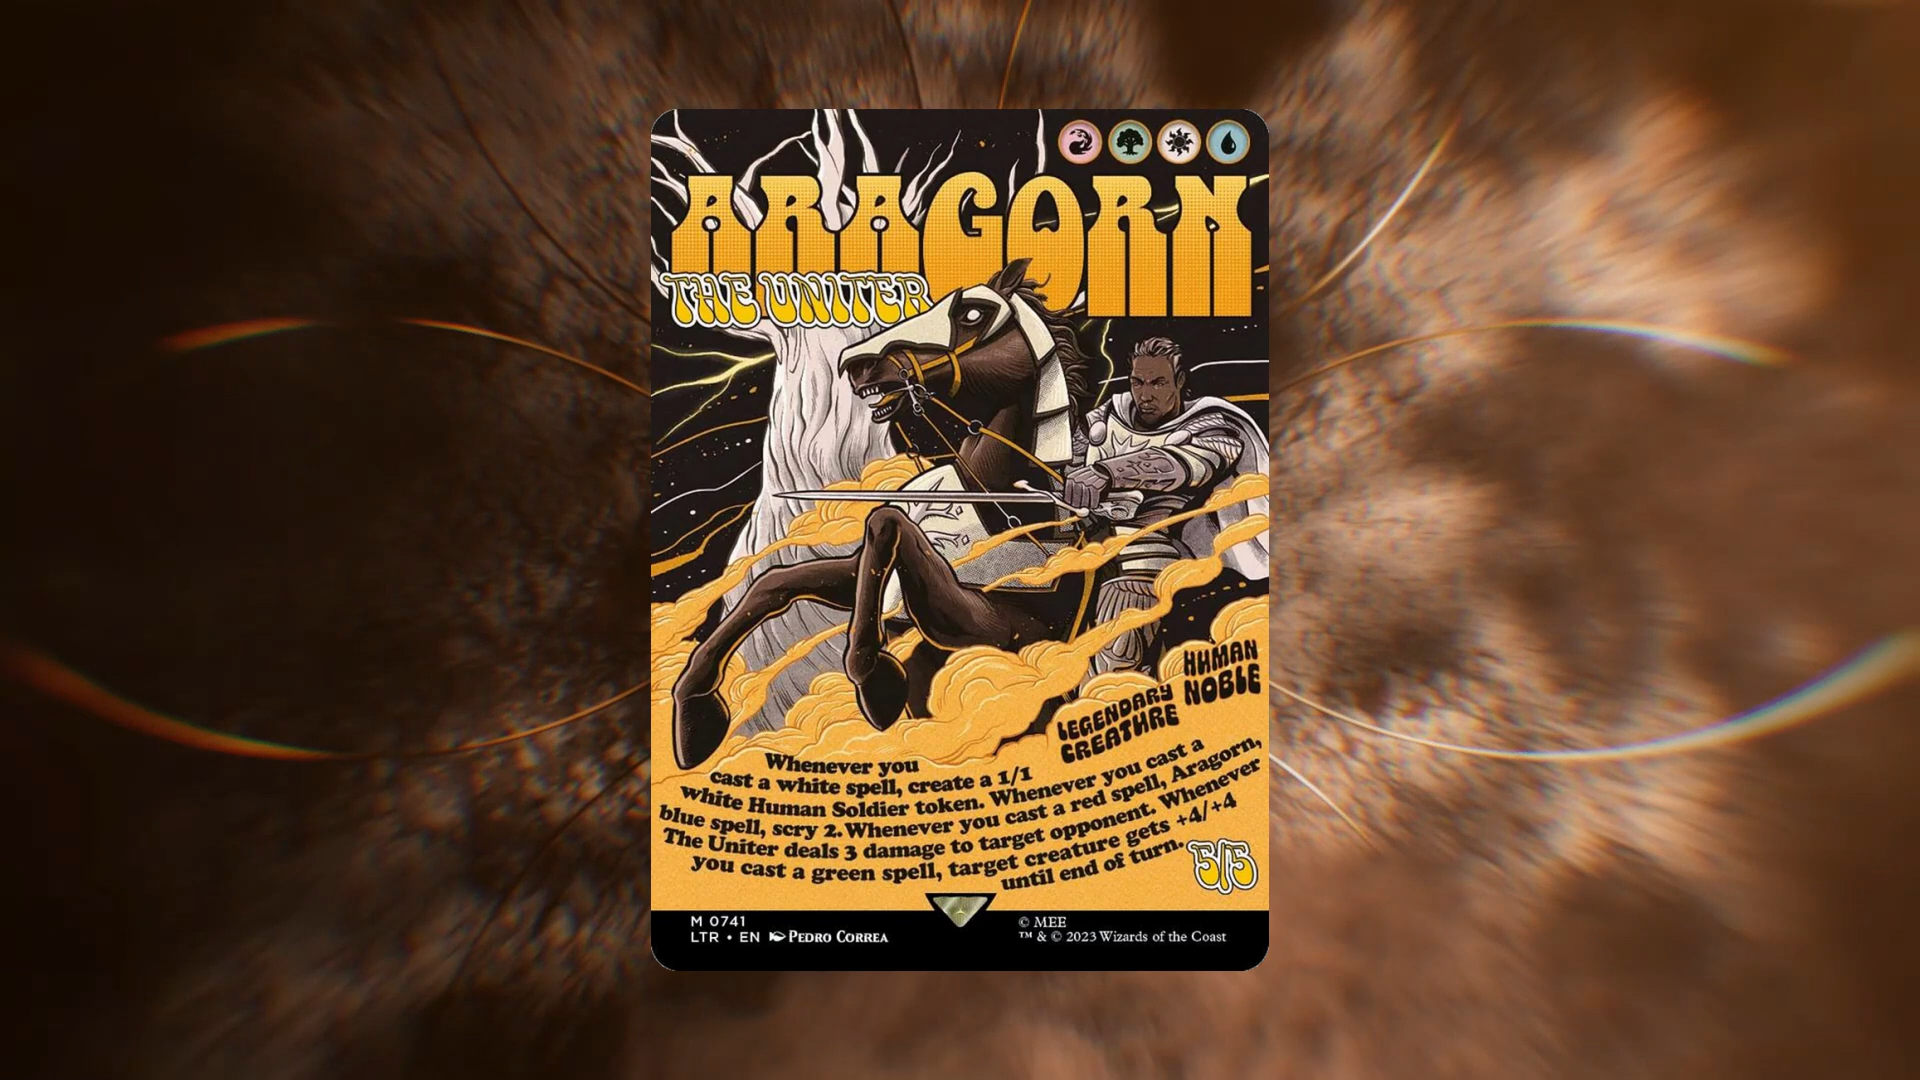 ARAGORN
THE UNITER
HUMAN
NOBLE
LEGENDARY
CREATURE
Whenever you
cast a white spell, create a 1/1
white Human Soldier token. Whenever you cast a
blue spell, scry 2. Whenever you cast a red spell, Aragorn,
The Uniter deals 3 damage to target opponent. Whenever
you cast a green spell, target creature gets +4/+4
until end of turn.
5/5
M 0741
LTR • EN PEDRO CORREA
© MEE
™ & © 2023 Wizards of the Coast